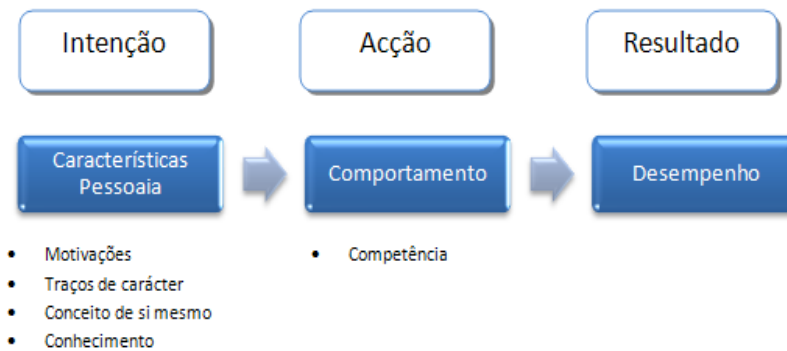 Intenção
Acção
Resultado
Características
Pessoaia
Comportamento
Desempenho
• Motivações
• Traços de carácter
• Conceito de si mesmo
• Conhecimento
• Competência